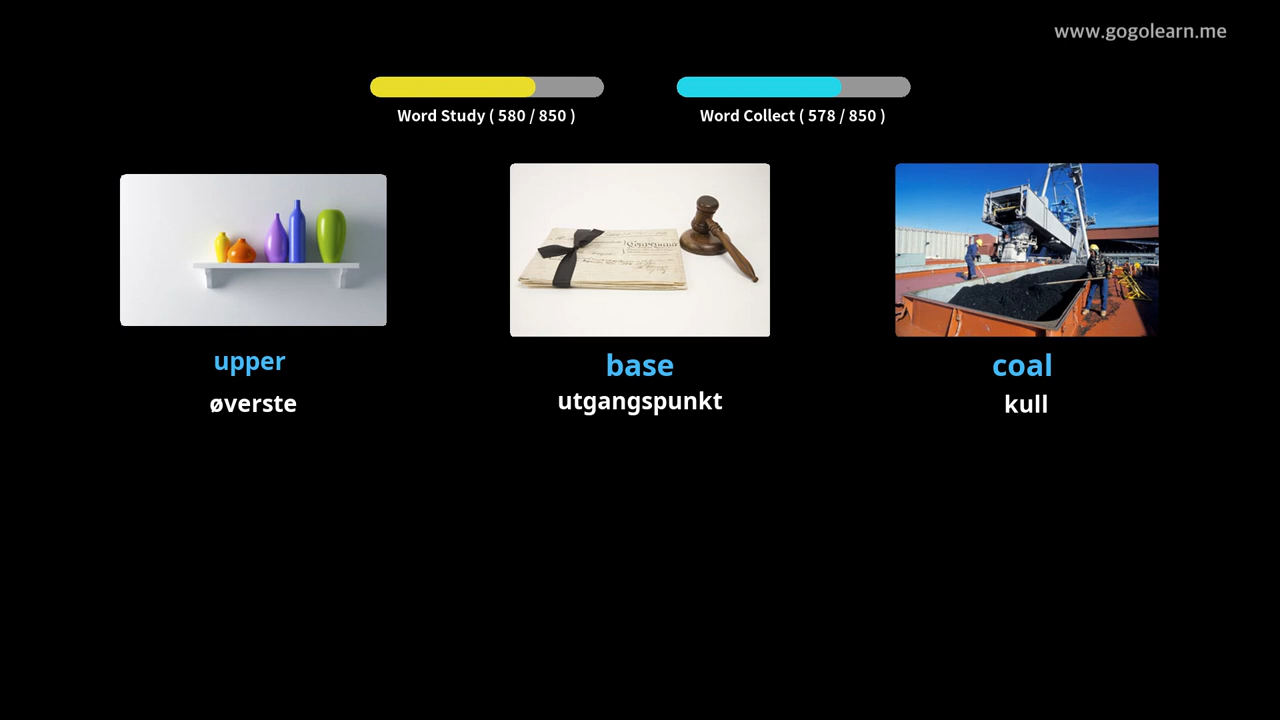 www.gogolearn.me
Word Study ( 580 / 850 )
Word Collect ( 578 / 850 )
upper
base
coal
øverste
utgangspunkt
kull